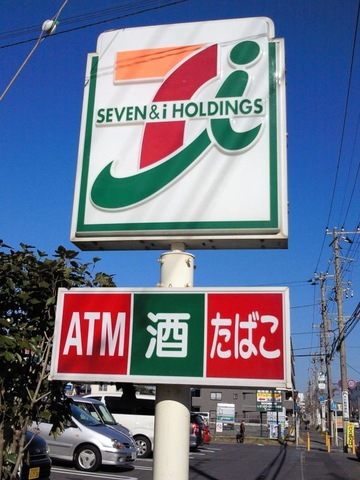 SEVEN & i HOLDINGS
ATM 酒 たばこ